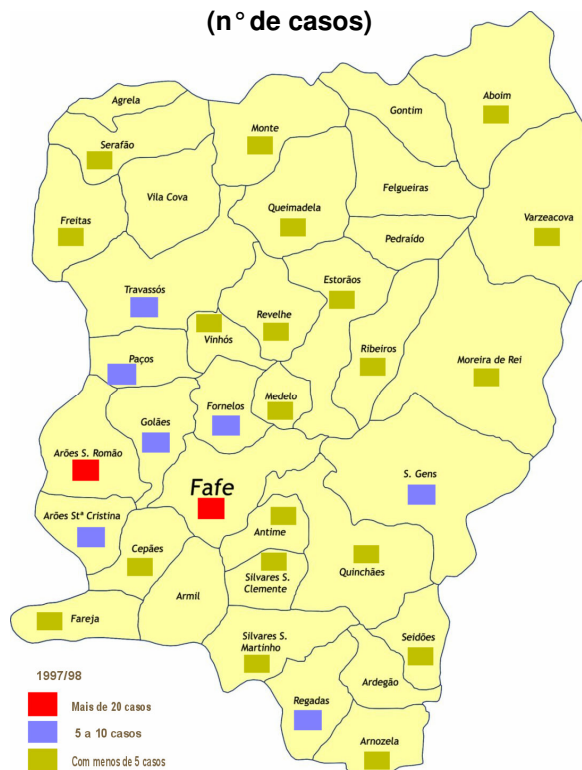 (n° de casos)
Agrela
Serafão
Monte
Gontim
Aboim
Vila Cova
Freitas
Queimadela
Felgueiras
Varzeacova
Pedraído
Travassós
Estorãos
Revelhe
Vinhós
Ribeiros
Moreira de Rei
Paços
Golães
Fornelos
Medelo
Arões S. Romão
Fafe
S. Gens
Arões Stª Cristina
Antime
Cepães
Silvares S.
Clemente
Quinchães
Armil
Fareja
Silvares S.
Martinho
Seidões
Ardegão
Regadas
Arnozela
1997/98
Mais de 20 casos
5 a 10 casos
Com menos de 5 casos